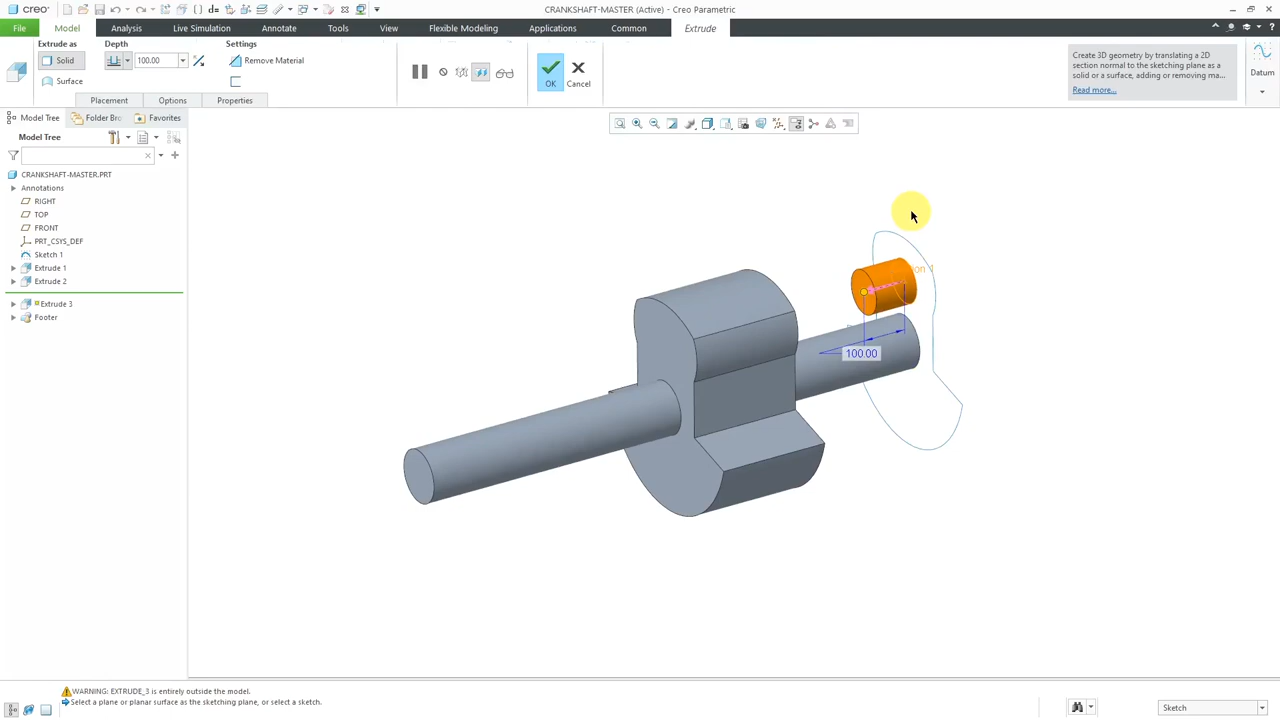 creo CRANKSHAFT-MASTER (Active) - Creo Parametric
File Model Analysis Live Simulation Annotate Tools View Flexible Modeling Applications Common Extrude
Extrude as Depth Settings
Solid 100.00 Remove Material
Surface
OK Cancel
Placement Options Properties
Create 3D geometry by translating a 2D
section normal to the sketching plane as a
solid or a surface, adding or removing ma...
Read more...
Datum
Model Tree Folder Bro Favorites
Model Tree
CRANKSHAFT-MASTER.PRT
Annotations
RIGHT
TOP
FRONT
PRT_CSYS_DEF
Sketch 1
Extrude 1
Extrude 2
Extrude 3
Footer
100.00
WARNING: EXTRUDE_3 is entirely outside the model.
Select a plane or planar surface as the sketching plane, or select a sketch.
Sketch